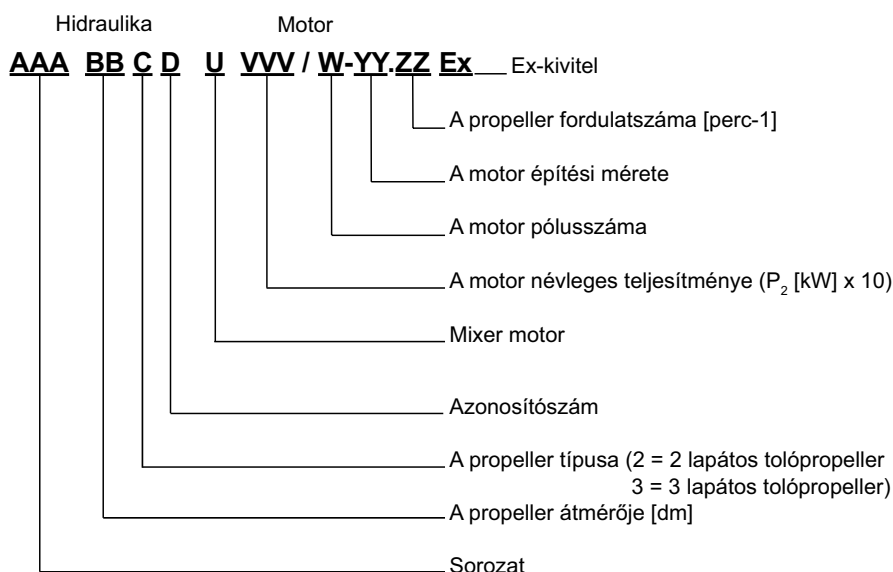 Hidraulika Motor
AAA BB C D U VVV / W-YY.ZZ Ex Ex-kivitel
A propeller fordulatszáma [perc-1]
A motor építési mérete
A motor pólusszáma
A motor névleges teljesítménye (P2 [kW] x 10)
Mixer motor
Azonosítószám
A propeller típusa (2 = 2 lapátos tolópropeller
3 = 3 lapátos tolópropeller)
A propeller átmérője [dm]
Sorozat